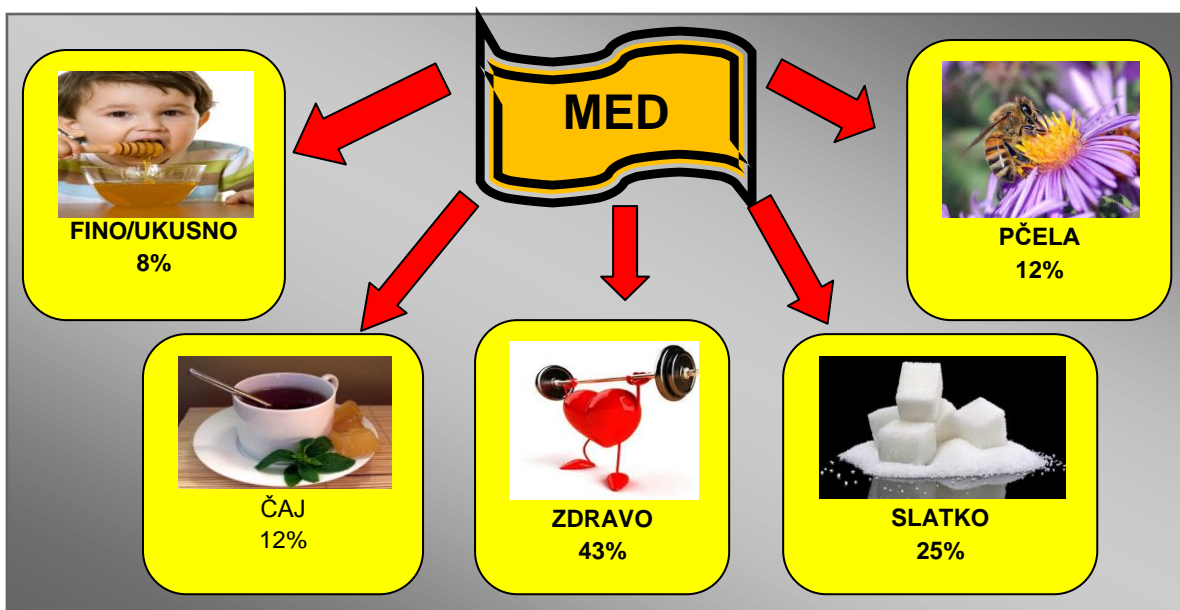 MED
FINO/UKUSNO
8%
PČELA
12%
ČAJ
12%
ZDRAVO
43%
SLATKO
25%